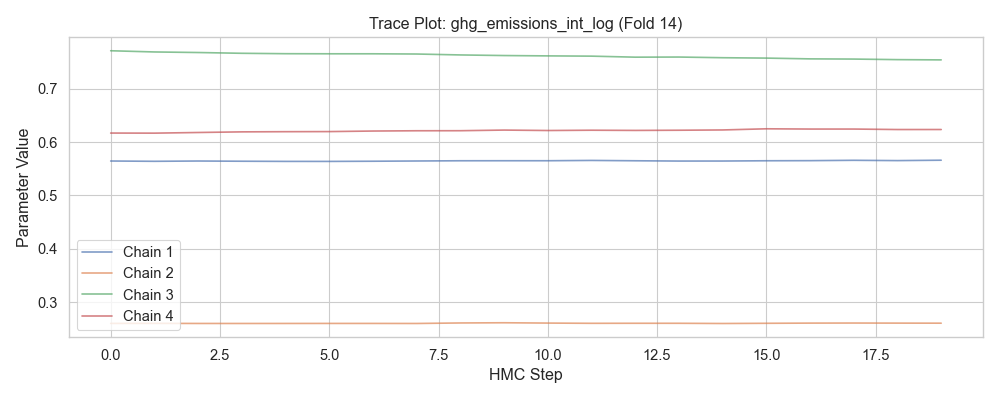 Trace Plot: ghg_emissions_int_log (Fold 14)
Parameter Value
0.7
0.6
0.5
0.4
0.3
Chain 1
Chain 2
Chain 3
Chain 4
0.0 2.5 5.0 7.5 10.0 12.5 15.0 17.5
HMC Step